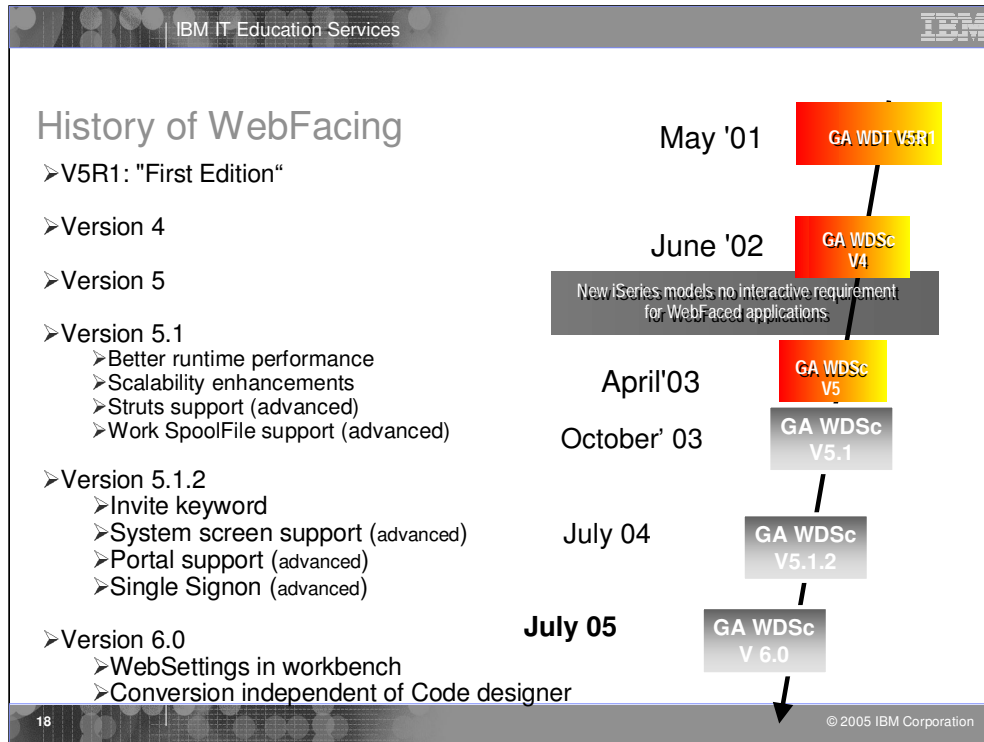 IBM IT Education Services
IBM
History of WebFacing
➢V5R1: "First Edition“
➢Version 4
➢Version 5
➢Version 5.1
➢Better runtime performance
➢Scalability enhancements
➢Struts support (advanced)
➢Work SpoolFile support (advanced)
➢Version 5.1.2
➢Invite keyword
➢System screen support (advanced)
➢Portal support (advanced)
➢Single Signon (advanced)
➢Version 6.0
➢WebSettings in workbench
➢Conversion independent of Code designer
May '01
GA WDT V5R1
June '02
GA WDSc
V4
New iSeries models no interactive requirement
for WebFaced applications
April'03
GA WDSc
V5
October’ 03
GA WDSc
V5.1
July 04
GA WDSc
V5.1.2
July 05
GA WDSc
V 6.0
18
© 2005 IBM Corporation